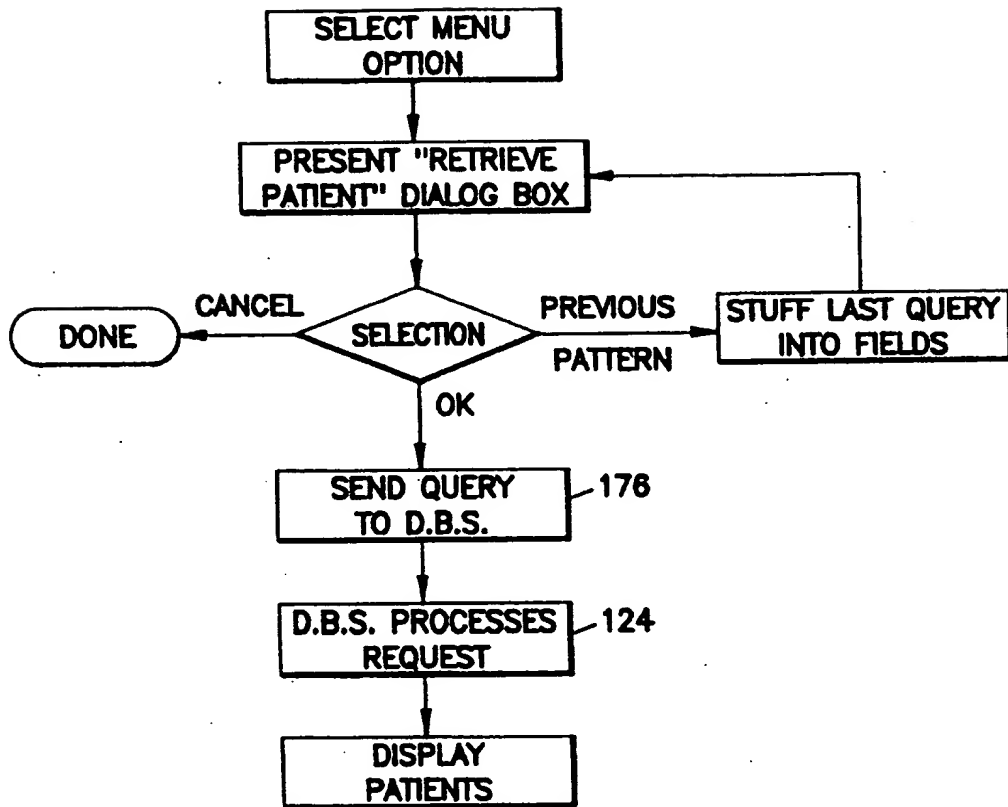 SELECT MENU
OPTION
PRESENT "RETRIEVE
PATIENT" DIALOG BOX
CANCEL
DONE
SELECTION
PREVIOUS
PATTERN
STUFF LAST QUERY
INTO FIELDS
OK
SEND QUERY
TO D.B.S.
176
D.B.S. PROCESSES
REQUEST
124
DISPLAY
PATIENTS